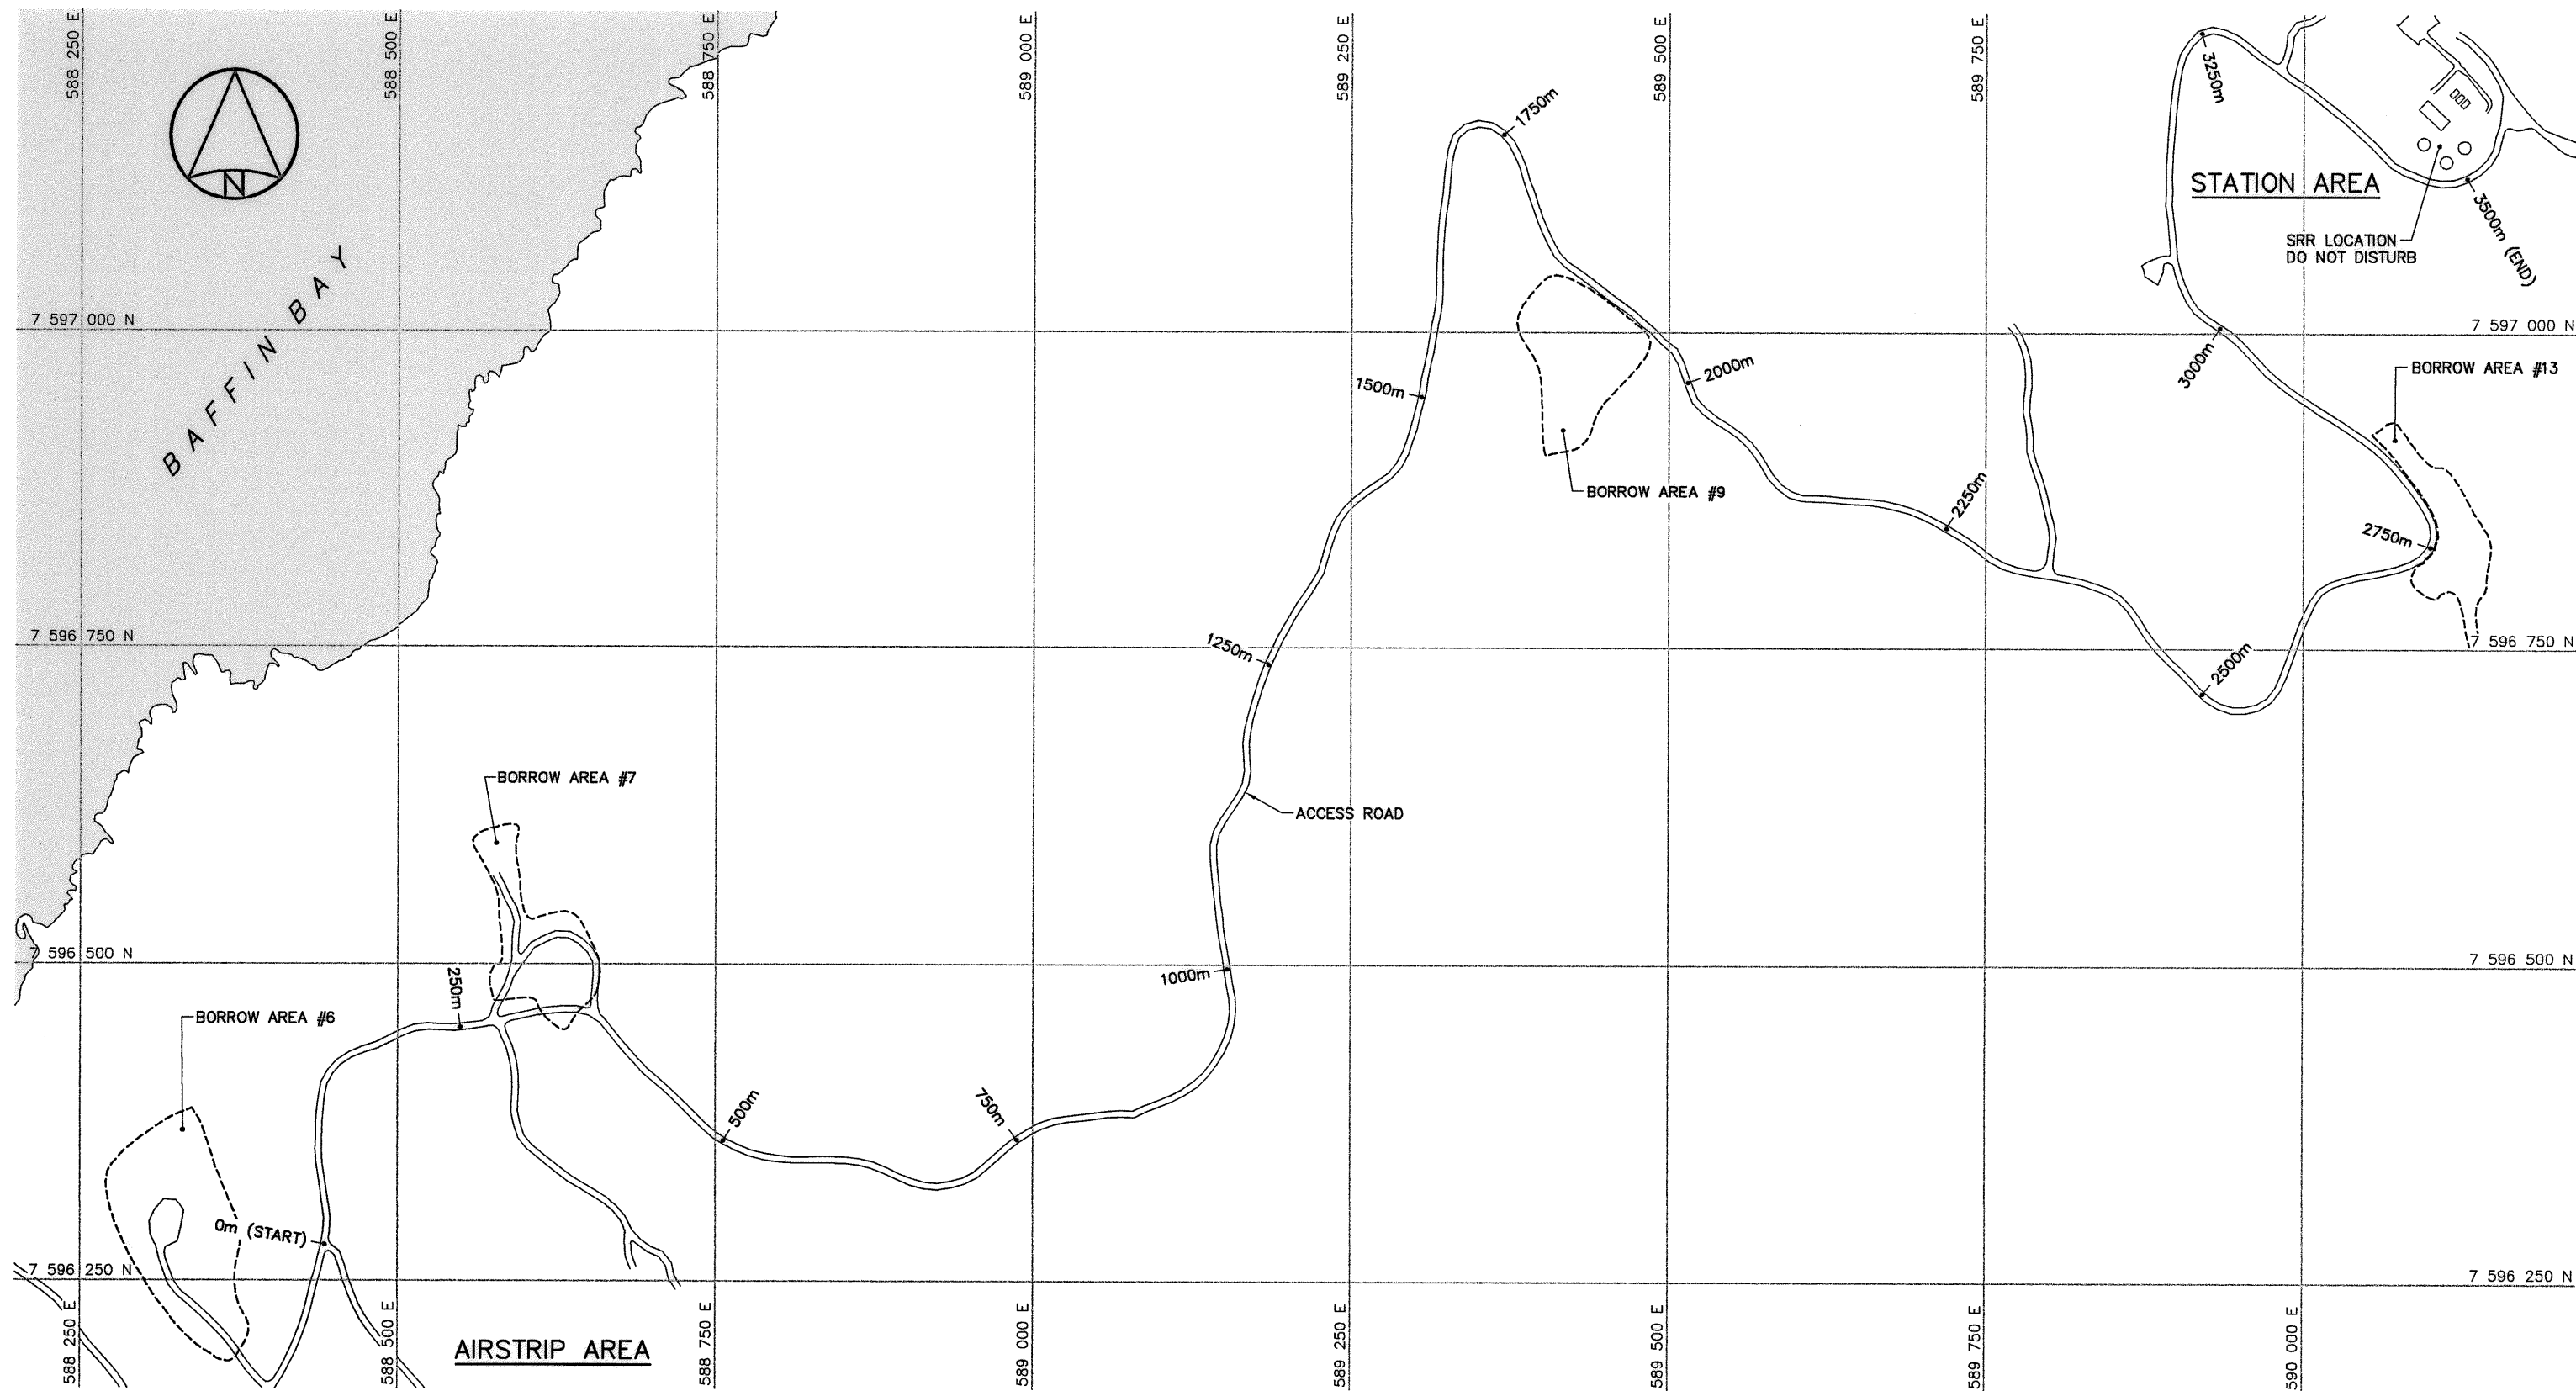 588 250 E
588 500 E
588 750 E
589 000 E
589 250 E
589 500 E
589 750 E
N
BAFFIN BAY
1750m
3250m
STATION AREA
SRR LOCATION
DO NOT DISTURB
3500m (END)
7 597 000 N
7 597 000 N
3000m
BORROW AREA #13
1500m
2000m
BORROW AREA #9
2250m
2750m
7 596 750 N
1250m
2500m
7 596 750 N
BORROW AREA #7
ACCESS ROAD
7 596 500 N
250m
1000m
7 596 500 N
BORROW AREA #6
500m
750m
0m (START)
7 596 250 N
7 596 250 N
AIRSTRIP AREA
588 250 E
588 500 E
588 750 E
589 000 E
589 250 E
589 500 E
589 750 E
590 000 E